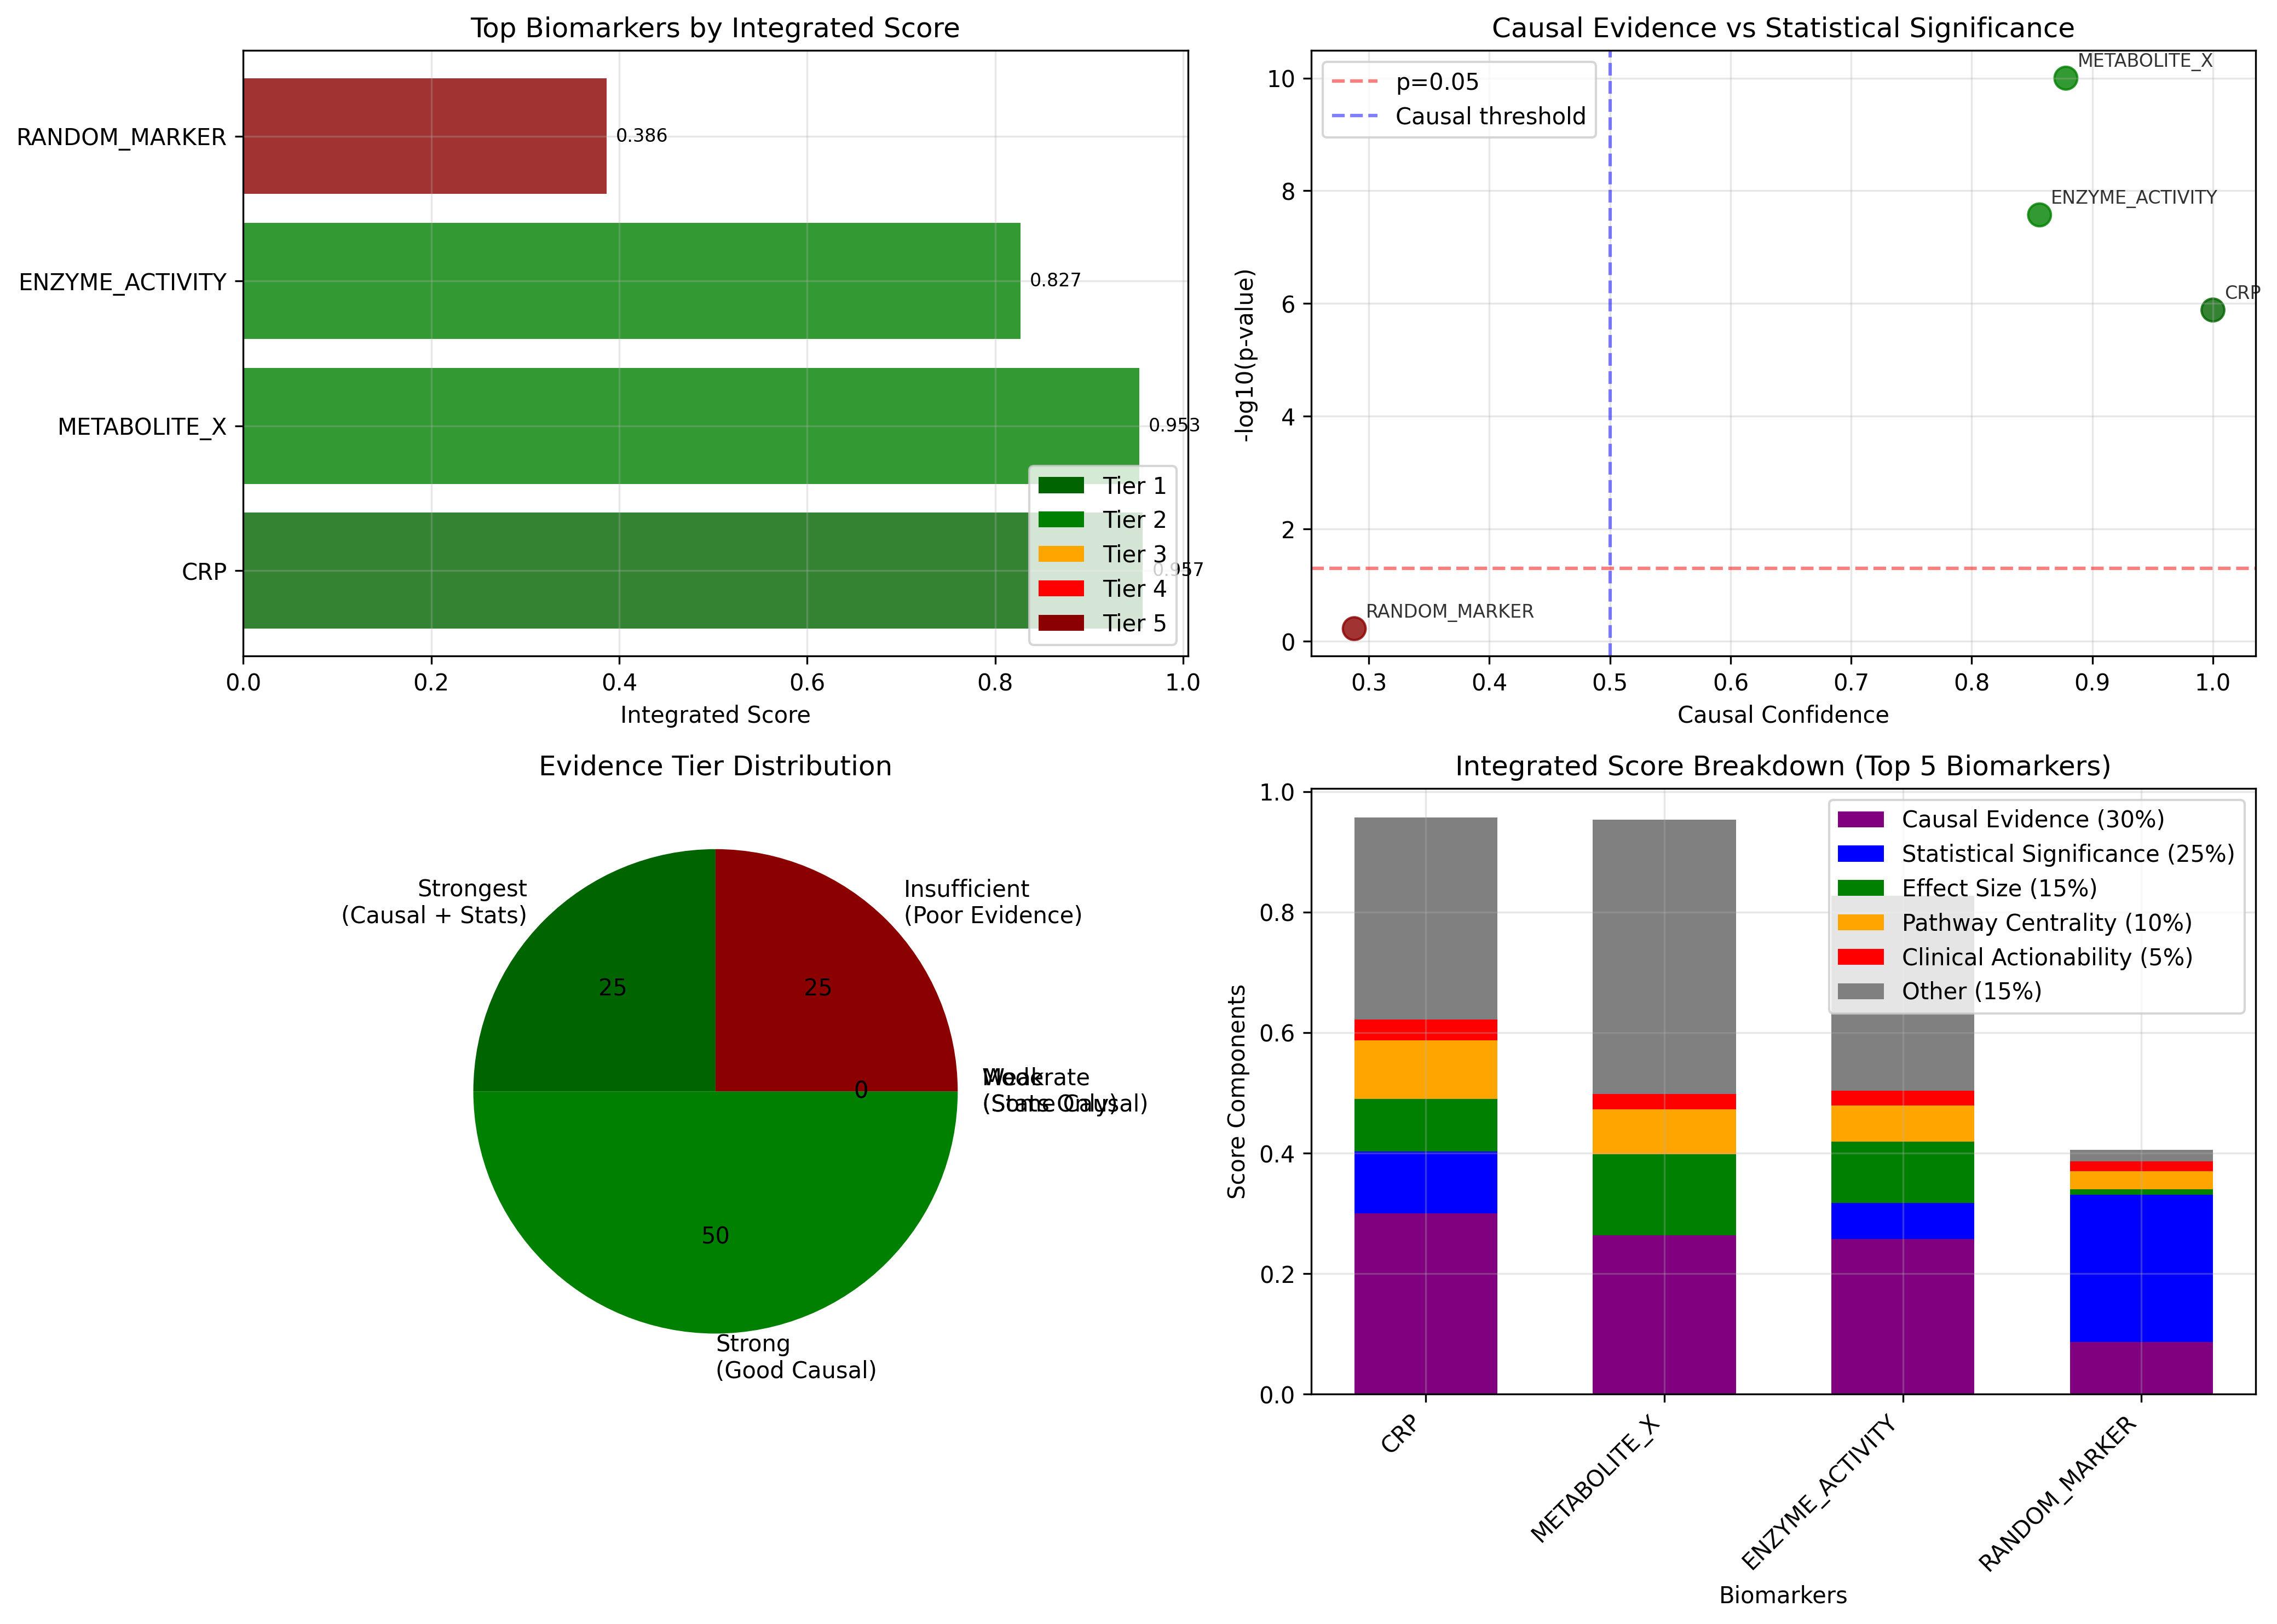 Top Biomarkers by Integrated Score
RANDOM_MARKER
0.386
ENZYME_ACTIVITY
0.827
METABOLITE_X
0.953
CRP
0.957
Tier 1
Tier 2
Tier 3
Tier 4
Tier 5
0.0 0.2 0.4 0.6 0.8 1.0
Integrated Score
Causal Evidence vs Statistical Significance
p=0.05
Causal threshold
-log10(p-value)
10
8
6
4
2
0
METABOLITE_X
ENZYME_ACTIVITY
CRP
RANDOM_MARKER
0.3 0.4 0.5 0.6 0.7 0.8 0.9 1.0
Causal Confidence
Evidence Tier Distribution
Strongest
(Causal + Stats)
Insufficient
(Poor Evidence)
25
25
0
50
Strong
(Good Causal)
Integrated Score Breakdown (Top 5 Biomarkers)
Causal Evidence (30%)
Statistical Significance (25%)
Effect Size (15%)
Pathway Centrality (10%)
Clinical Actionability (5%)
Other (15%)
Score Components
1.0
0.8
0.6
0.4
0.2
0.0
CRP
METABOLITE_X
ENZYME_ACTIVITY
RANDOM_MARKER
Biomarkers